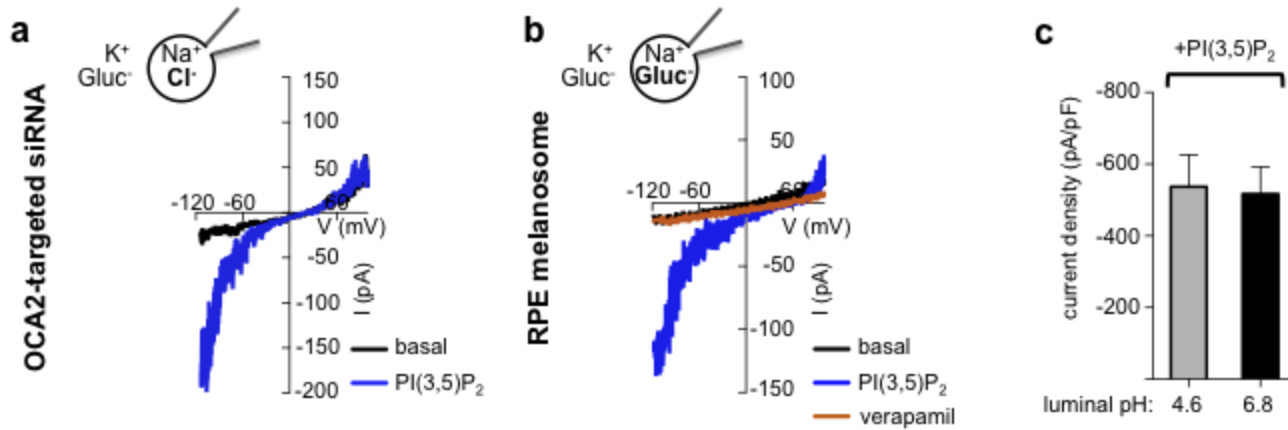 a
K⁺
Gluc⁻
Na⁺
Cl⁻
OCA2-targeted siRNA
150
100
50
-120 -60 60
V (mV)
-50
-100
-150
-200
I (pA)
basal
PI(3,5)P₂
b
K⁺
Gluc⁻
Na⁺
Gluc⁻
RPE melanosome
100
50
-120 -60 60
V (mV)
-50
-100
-150
I (pA)
basal
PI(3,5)P₂
verapamil
c
+PI(3,5)P₂
current density (pA/pF)
-800
-600
-400
-200
luminal pH: 4.6 6.8